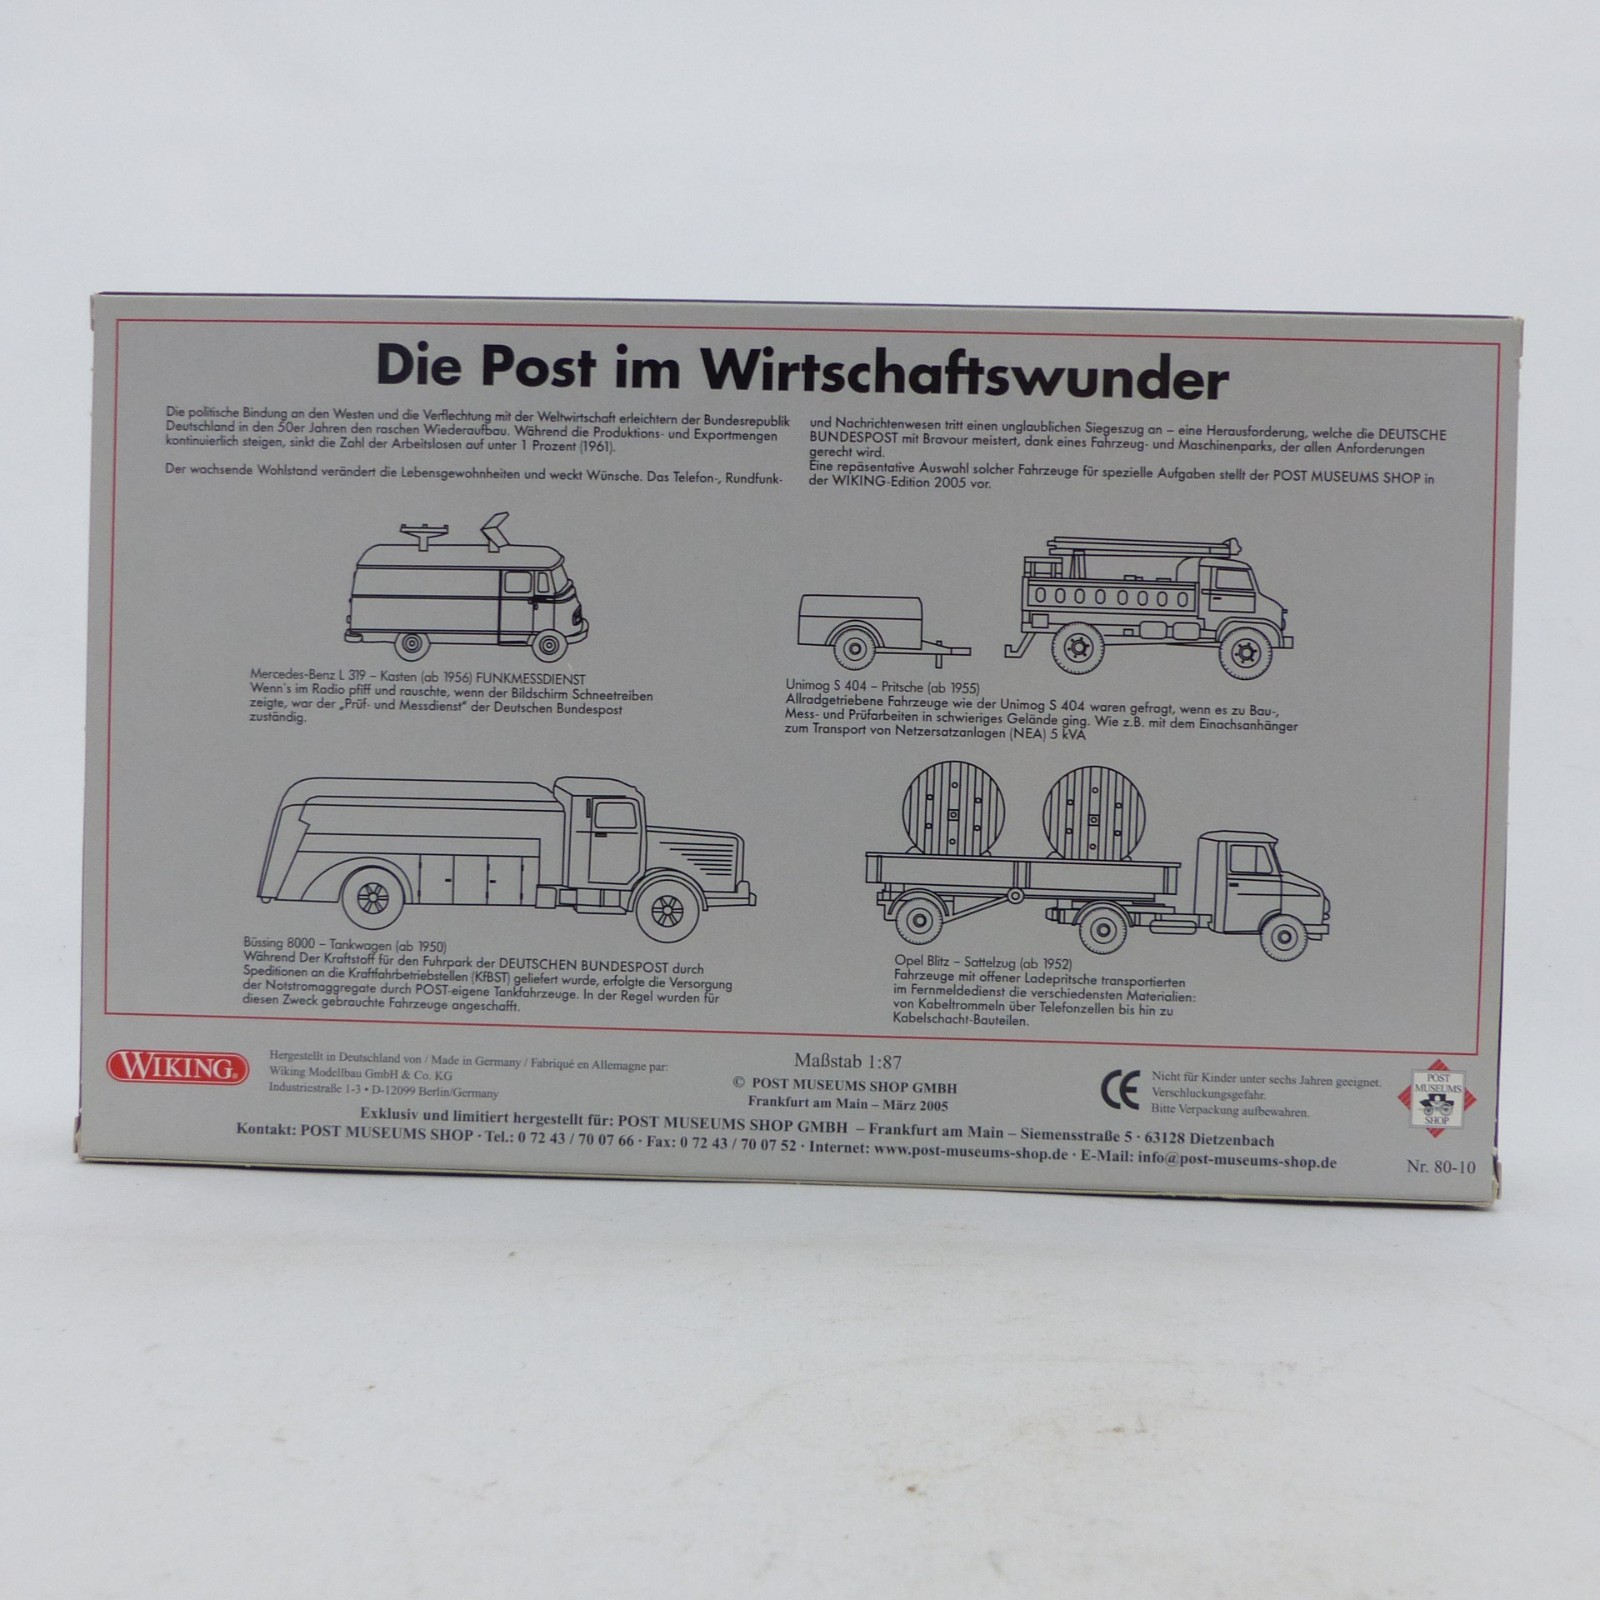 Die Post im Wirtschaftswunder
Die politische Bindung an den Westen und die Verflechtung mit der Weltwirtschaft erleichtern der Bundesrepublik
Deutschland in den 50er Jahren den raschen Wiederaufbau. Während die Produktions- und Exportmengen
kontinuierlich steigen, sinkt die Zahl der Arbeitslosen auf unter 1 Prozent (1961).
Der wachsende Wohlstand verändert die Lebensgewohnheiten und weckt Wünsche. Das Telefon-, Rundfunk-
und Nachrichtenwesen tritt einen unglaublichen Siegeszug an – eine Herausforderung, welche die DEUTSCHE
BUNDESPOST mit Bravour meistert, dank eines Fahrzeug- und Maschinenparks, der allen Anforderungen
gerecht wird.
Eine repäsentative Auswahl solcher Fahrzeuge für spezielle Aufgaben stellt der POST MUSEUMS SHOP in
der WIKING-Edition 2005 vor.
Mercedes-Benz L 319 – Kasten (ab 1956) FUNKMESSDIENST
Wenn's im Radio pfiff und rauschte, wenn der Bildschirm Schneetreiben
zeigte, war der „Prüf- und Messdienst" der Deutschen Bundespost
zuständig.
Unimog S 404 – Pritsche (ab 1955)
Allradgetriebene Fahrzeuge wie der Unimog S 404 waren gefragt, wenn es zu Bau-,
Mess- und Prüfarbeiten in schwieriges Gelände ging. Wie z.B. mit dem Einachsanhänger
zum Transport von Netzersatzanlagen (NEA) 5 kVA
Büssing 8000 – Tankwagen (ab 1950)
Während Der Kraftstoff für den Fuhrpark der DEUTSCHEN BUNDESPOST durch
Speditionen an die Kraftfahrbetriebstellen (KfBST) geliefert wurde, erfolgte die Versorgung
der Notstromaggregate durch POST-eigene Tankfahrzeuge. In der Regel wurden für
diesen Zweck gebrauchte Fahrzeuge angeschafft.
Opel Blitz – Sattelzug (ab 1952)
Fahrzeuge mit offener Ladepritsche transportierten
im Fernmeldedienst die verschiedensten Materialien:
von Kabeltrommeln über Telefonzellen bis hin zu
Kabelschacht-Bauteilen.
WIKING®
Hergestellt in Deutschland von / Made in Germany / Fabriqué en Allemagne par:
Wiking Modellbau GmbH & Co. KG
Industriestraße 1-3 • D-12099 Berlin/Germany
Maßstab 1:87
© POST MUSEUMS SHOP GMBH
Frankfurt am Main – März 2005
CE
Nicht für Kinder unter sechs Jahren geeignet.
Verschluckungsgefahr.
Bitte Verpackung aufbewahren.
POST
MUSEUMS
SHOP
Exklusiv und limitiert hergestellt für: POST MUSEUMS SHOP GMBH – Frankfurt am Main – Siemensstraße 5 · 63128 Dietzenbach
Kontakt: POST MUSEUMS SHOP · Tel.: 0 72 43 / 70 07 66 · Fax: 0 72 43 / 70 07 52 · Internet: www.post-museums-shop.de · E-Mail: info@post-museums-shop.de
Nr. 80-10